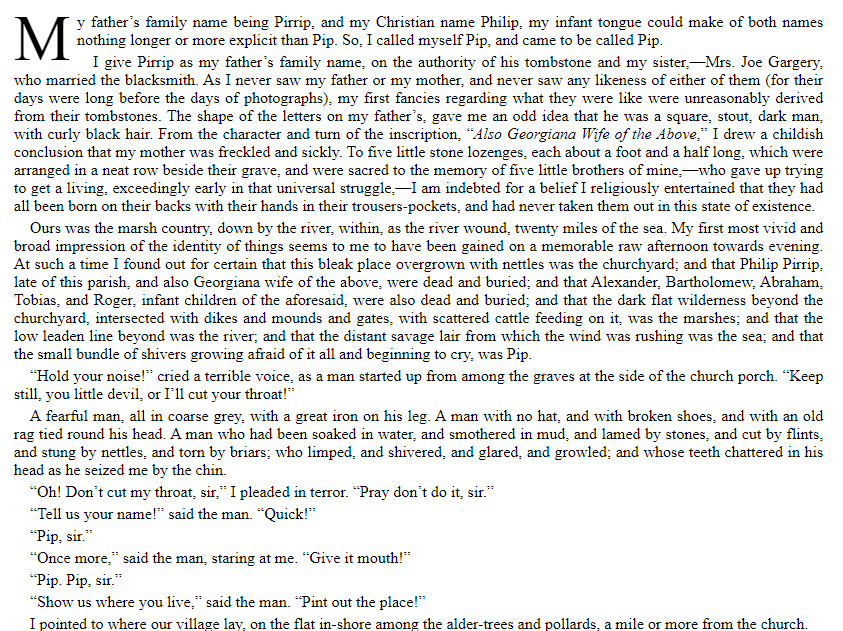 My father’s family name being Pirrip, and my Christian name Philip, my infant tongue could make of both names
nothing longer or more explicit than Pip. So, I called myself Pip, and came to be called Pip.
I give Pirrip as my father’s family name, on the authority of his tombstone and my sister,—Mrs. Joe Gargery,
who married the blacksmith. As I never saw my father or my mother, and never saw any likeness of either of them (for their
days were long before the days of photographs), my first fancies regarding what they were like were unreasonably derived
from their tombstones. The shape of the letters on my father’s, gave me an odd idea that he was a square, stout, dark man,
with curly black hair. From the character and turn of the inscription, “Also Georgiana Wife of the Above,” I drew a childish
conclusion that my mother was freckled and sickly. To five little stone lozenges, each about a foot and a half long, which were
arranged in a neat row beside their grave, and were sacred to the memory of five little brothers of mine,—who gave up trying
to get a living, exceedingly early in that universal struggle,—I am indebted for a belief I religiously entertained that they had
all been born on their backs with their hands in their trousers-pockets, and had never taken them out in this state of existence.
Ours was the marsh country, down by the river, within, as the river wound, twenty miles of the sea. My first most vivid and
broad impression of the identity of things seems to me to have been gained on a memorable raw afternoon towards evening.
At such a time I found out for certain that this bleak place overgrown with nettles was the churchyard; and that Philip Pirrip,
late of this parish, and also Georgiana wife of the above, were dead and buried; and that Alexander, Bartholomew, Abraham,
Tobias, and Roger, infant children of the aforesaid, were also dead and buried; and that the dark flat wilderness beyond the
churchyard, intersected with dikes and mounds and gates, with scattered cattle feeding on it, was the marshes; and that the
low leaden line beyond was the river; and that the distant savage lair from which the wind was rushing was the sea; and that
the small bundle of shivers growing afraid of it all and beginning to cry, was Pip.
“Hold your noise!” cried a terrible voice, as a man started up from among the graves at the side of the church porch. “Keep
still, you little devil, or I’ll cut your throat!”
A fearful man, all in coarse grey, with a great iron on his leg. A man with no hat, and with broken shoes, and with an old
rag tied round his head. A man who had been soaked in water, and smothered in mud, and lamed by stones, and cut by flints,
and stung by nettles, and torn by briars; who limped, and shivered, and glared, and growled; and whose teeth chattered in his
head as he seized me by the chin.
“Oh! Don’t cut my throat, sir,” I pleaded in terror. “Pray don’t do it, sir.”
“Tell us your name!” said the man. “Quick!”
“Pip, sir.”
“Once more,” said the man, staring at me. “Give it mouth!”
“Pip. Pip, sir.”
“Show us where you live,” said the man. “Pint out the place!”
I pointed to where our village lay, on the flat in-shore among the alder-trees and pollards, a mile or more from the church.